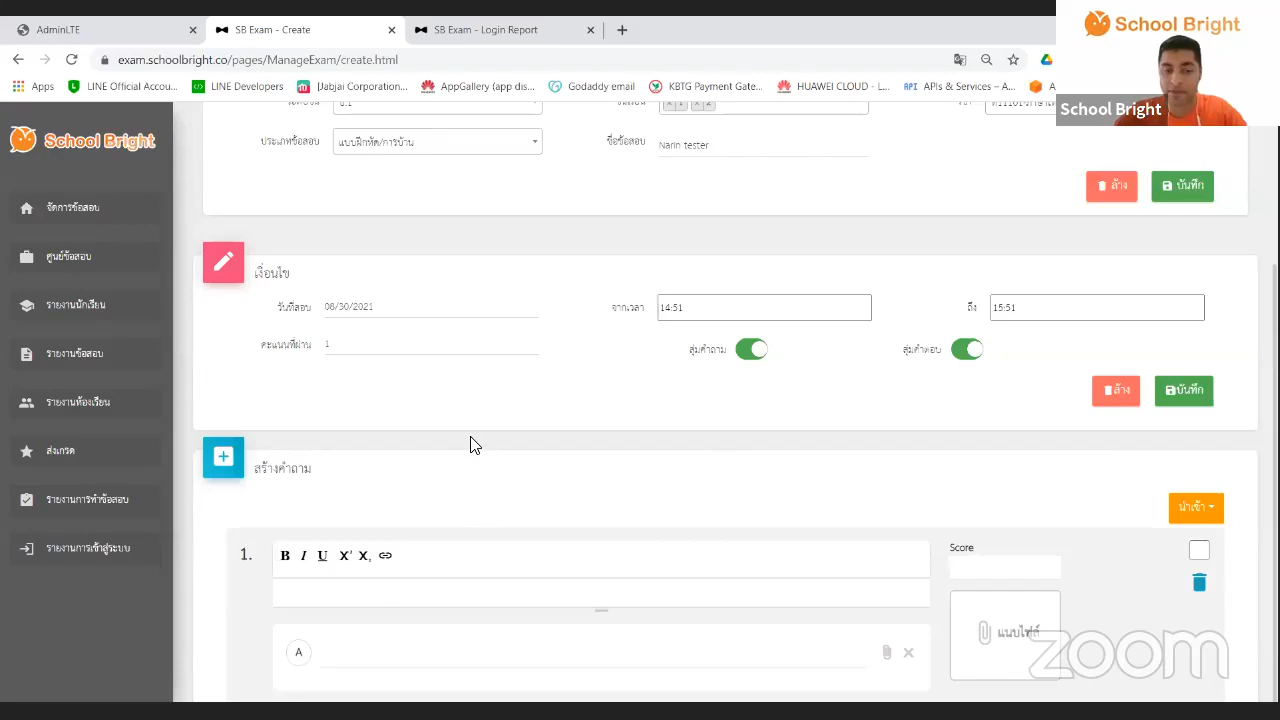 AdminLTE
SB Exam - Create
SB Exam - Login Report
School Bright
School Bright
exam.schoolbright.co/pages/ManageExam/create.html
Apps
LINE Official Accou...
LINE Developers
[Jabjai Corporation...
AppGallery (app dis...
Godaddy email
KBTG Payment Gate...
HUAWEI CLOUD - L...
API APIs & Services – A...
School Bright
จัดการข้อสอบ
ศูนย์ข้อสอบ
รายงานนักเรียน
รายงานข้อสอบ
รายงานห้องเรียน
ส่งเกรด
รายงานการทำข้อสอบ
รายงานการเข้าสู่ระบบ
ประเภทข้อสอบ
แบบฝึกหัด/การบ้าน
ชื่อข้อสอบ
Narin tester
ล้าง
บันทึก
เงื่อนไข
วันที่สอบ
08/30/2021
จากเวลา
14:51
ถึง
15:51
คะแนนที่ผ่าน
1
สุ่มคำถาม
สุ่มคำตอบ
ล้าง
บันทึก
สร้างคำถาม
นำเข้า
1.
B I U X' X,
Score
A
แนบไฟล์
zoom